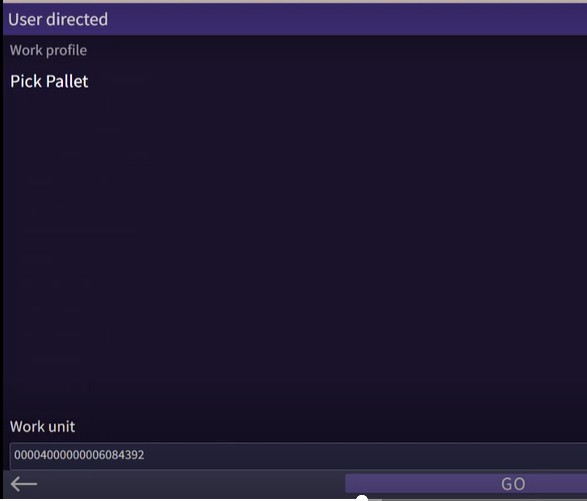 User directed
Work profile
Pick Pallet
Work unit
00004000000006084392
GO